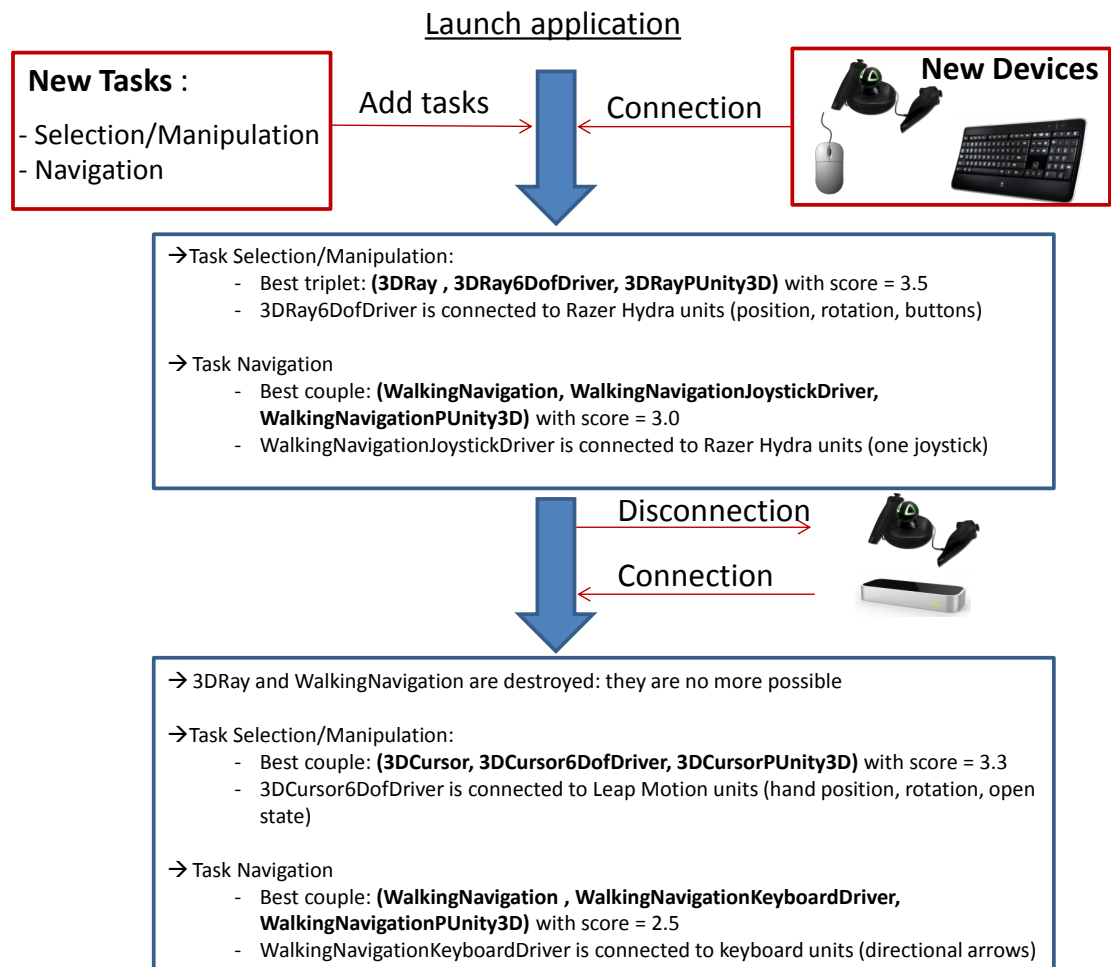 Launch application
New Tasks :
- Selection/Manipulation
- Navigation
Add tasks
Connection
New Devices
→Task Selection/Manipulation:
- Best triplet: (3DRay , 3DRay6DofDriver, 3DRayPUnity3D) with score = 3.5
- 3DRay6DofDriver is connected to Razer Hydra units (position, rotation, buttons)
→ Task Navigation
- Best couple: (WalkingNavigation, WalkingNavigationJoystickDriver,
WalkingNavigationPUnity3D) with score = 3.0
- WalkingNavigationJoystickDriver is connected to Razer Hydra units (one joystick)
Disconnection
Connection
→ 3DRay and WalkingNavigation are destroyed: they are no more possible
→Task Selection/Manipulation:
- Best couple: (3DCursor, 3DCursor6DofDriver, 3DCursorPUnity3D) with score = 3.3
- 3DCursor6DofDriver is connected to Leap Motion units (hand position, rotation, open
state)
→ Task Navigation
- Best couple: (WalkingNavigation , WalkingNavigationKeyboardDriver,
WalkingNavigationPUnity3D) with score = 2.5
- WalkingNavigationKeyboardDriver is connected to keyboard units (directional arrows)